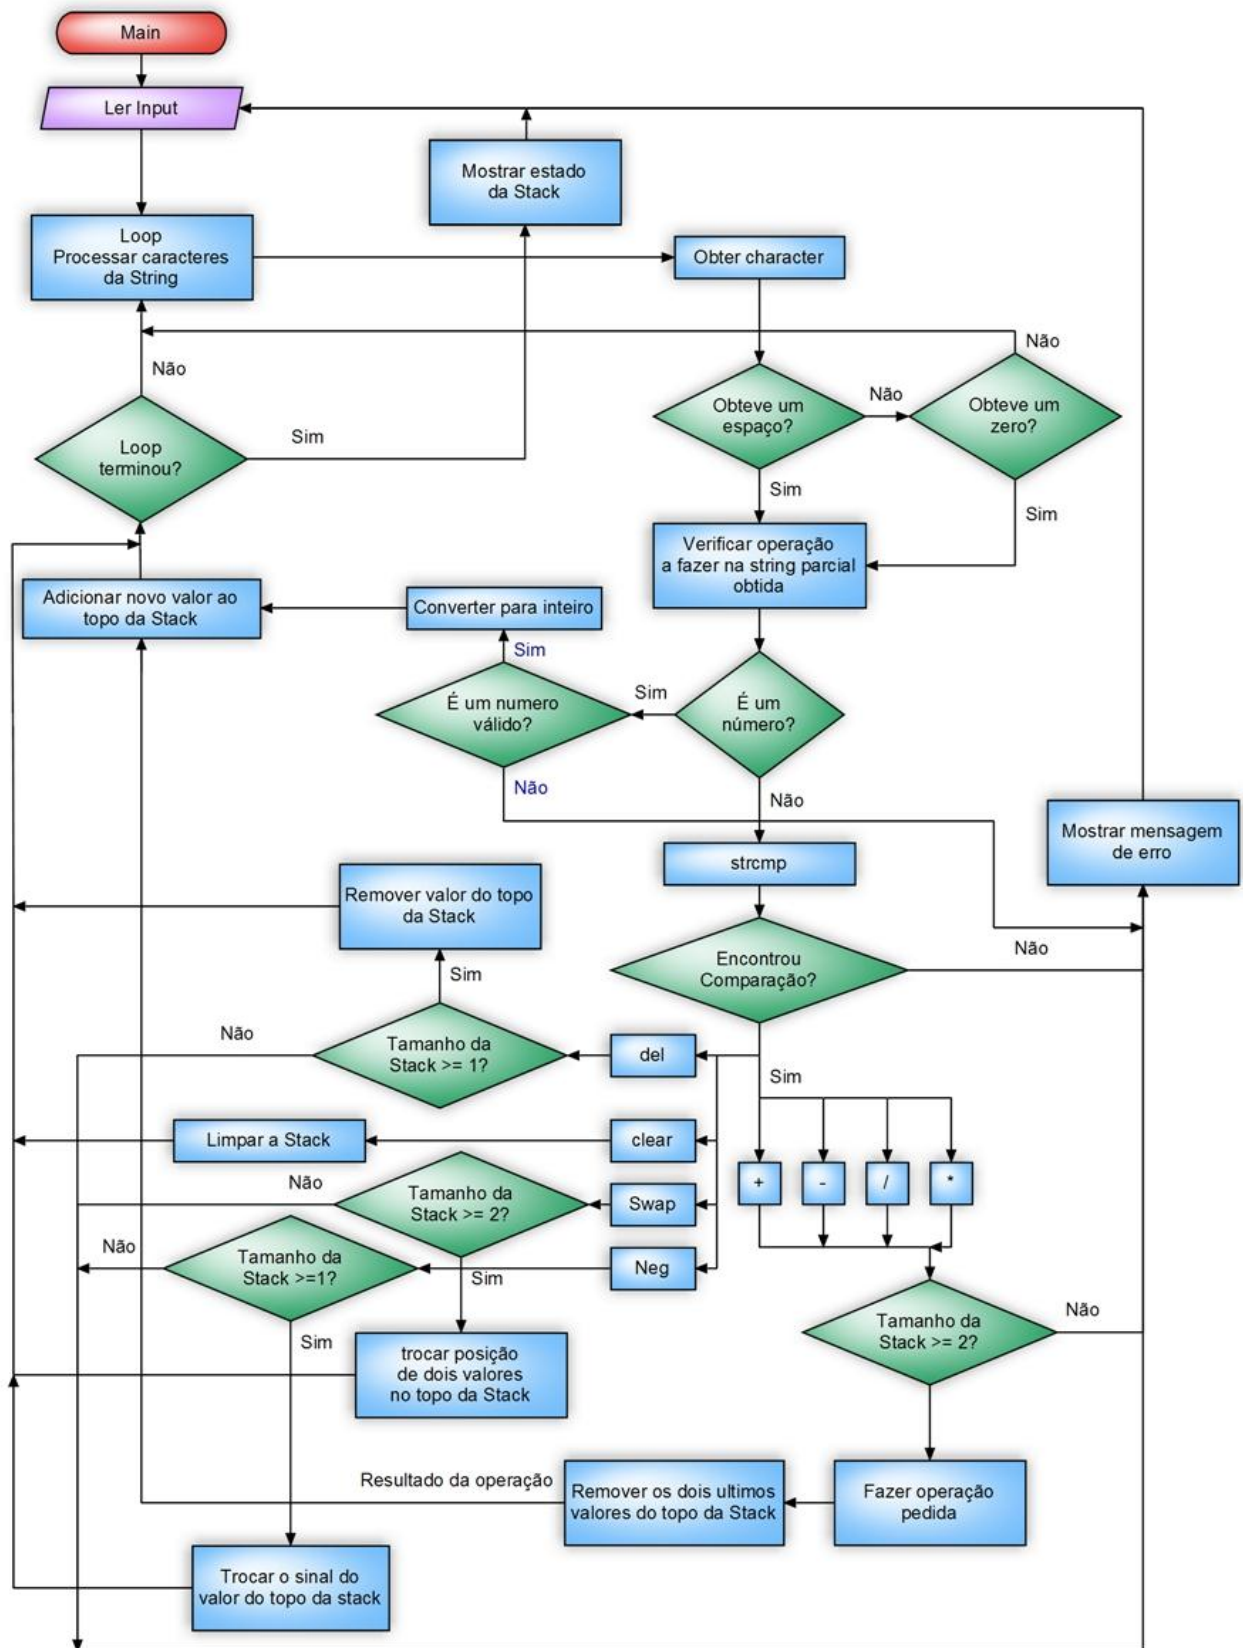 Main
Ler Input
Mostrar estado
da Stack
Loop
Processar caracteres
da String
Obter character
Não
Não
Obteve um
espaço?
Não
Obteve um
zero?
Loop
terminou?
Sim
Sim
Sim
Verificar operação
a fazer na string parcial
obtida
Adicionar novo valor ao
topo da Stack
Converter para inteiro
Sim
É um numero
válido?
Sim
É um
número?
Não
Não
Mostrar mensagem
de erro
strcmp
Remover valor do topo
da Stack
Encontrou
Comparação?
Não
Sim
Não
Tamanho da
Stack >= 1?
del
Sim
Limpar a Stack
clear
+
-
/
*
Não
Tamanho da
Stack >= 2?
Swap
Não
Tamanho da
Stack >=1?
Neg
Sim
Sim
Tamanho da
Stack >= 2?
Não
trocar posição
de dois valores
no topo da Stack
Resultado da operação
Remover os dois ultimos
valores do topo da Stack
Fazer operação
pedida
Trocar o sinal do
valor do topo da stack